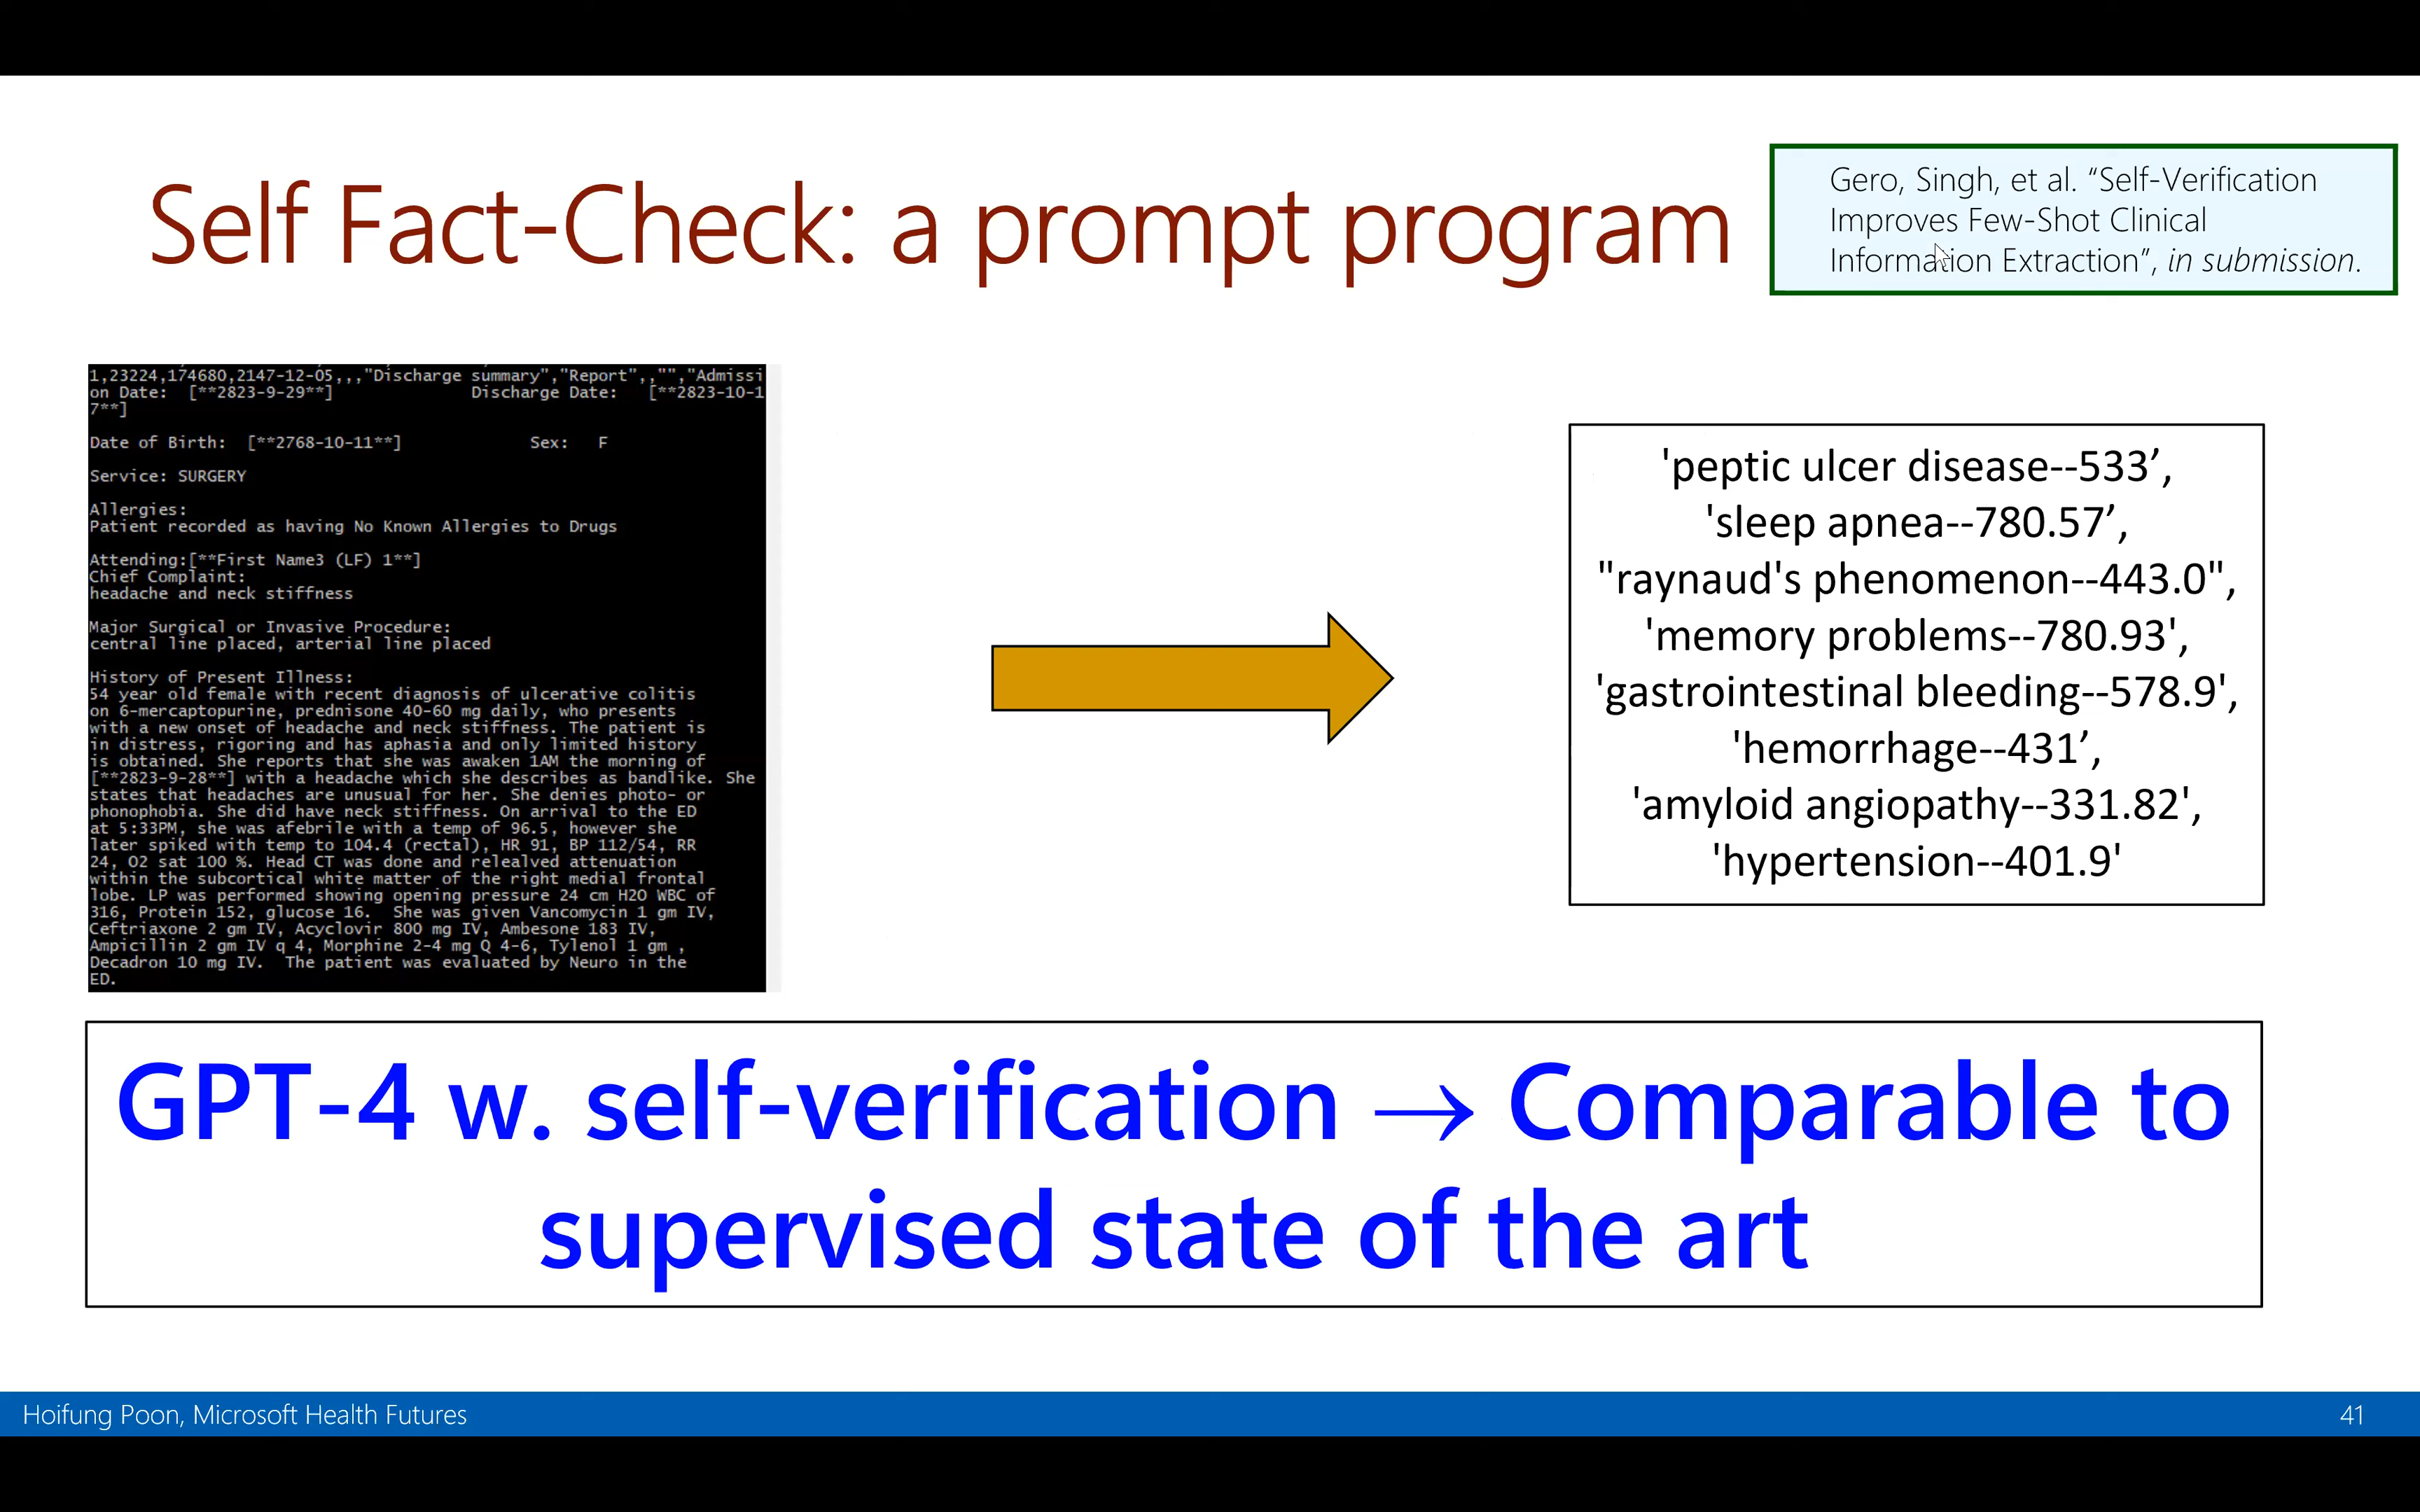 Self Fact-Check: a prompt program
Gero, Singh, et al. “Self-Verification
Improves Few-Shot Clinical
Information Extraction”, in submission.
1,23224,174680,2147-12-05,,,"Discharge summary","Report",,"","Admissi
on Date: [**2823-9-29**] Discharge Date: [**2823-10-1
7**]
Date of Birth: [**2768-10-11**] Sex: F
Service: SURGERY
Allergies:
Patient recorded as having No Known Allergies to Drugs
Attending:[**First Name3 (LF) 1**]
Chief Complaint:
headache and neck stiffness
Major Surgical or Invasive Procedure:
central line placed, arterial line placed
History of Present Illness:
54 year old female with recent diagnosis of ulcerative colitis
on 6-mercaptopurine, prednisone 40-60 mg daily, who presents
with a new onset of headache and neck stiffness. The patient is
in distress, rigoring and has aphasia and only limited history
is obtained. She reports that she was awaken 1AM the morning of
[**2823-9-28**] with a headache which she describes as bandlike. She
states that headaches are unusual for her. She denies photo- or
phonophobia. She did have neck stiffness. On arrival to the ED
at 5:33PM, she was afebrile with a temp of 96.5, however she
later spiked with temp to 104.4 (rectal), HR 91, BP 112/54, RR
24, O2 sat 100 %. Head CT was done and relealved attenuation
within the subcortical white matter of the right medial frontal
lobe. LP was performed showing opening pressure 24 cm H2O WBC of
316, Protein 152, glucose 16. She was given Vancomycin 1 gm IV,
Ceftriaxone 2 gm IV, Acyclovir 800 mg IV, Ambesone 183 IV,
Ampicillin 2 gm IV q 4, Morphine 2-4 mg Q 4-6, Tylenol 1 gm ,
Decadron 10 mg IV. The patient was evaluated by Neuro in the
ED.
'peptic ulcer disease--533’,
'sleep apnea--780.57’,
"raynaud's phenomenon--443.0",
'memory problems--780.93',
'gastrointestinal bleeding--578.9',
'hemorrhage--431’,
'amyloid angiopathy--331.82',
'hypertension--401.9'
GPT-4 w. self-verification → Comparable to
supervised state of the art
Hoifung Poon, Microsoft Health Futures
41